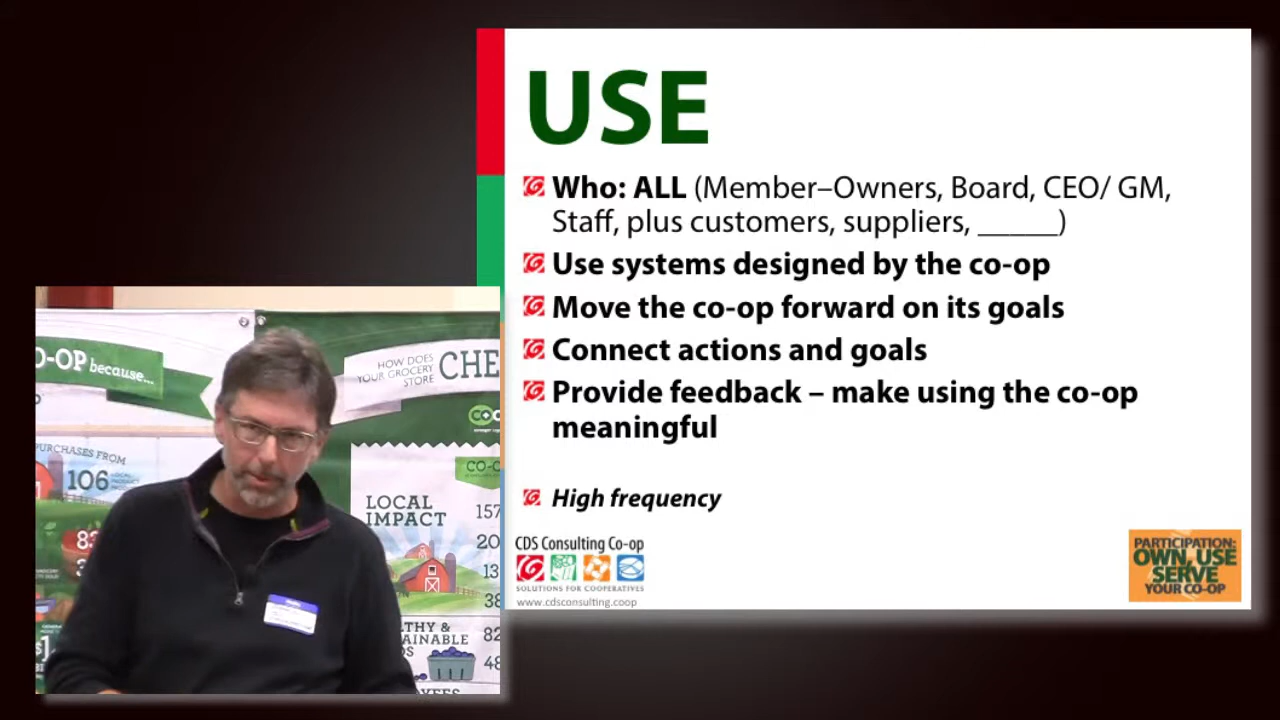 USE
Who: ALL (Member–Owners, Board, CEO/ GM,
Staff, plus customers, suppliers, _____)
Use systems designed by the co-op
Move the co-op forward on its goals
Connect actions and goals
Provide feedback – make using the co-op
meaningful
High frequency
CDS Consulting Co-op
SOLUTIONS FOR COOPERATIVES
www.cdsconsulting.coop
PARTICIPATION:
OWN, USE
SERVE
YOUR CO-OP
O-OP because...
PURCHASES FROM
106
HOW DOES
YOUR GROCERY
STORE
CHE
CO-O
LOCAL
IMPACT
157
20
13
38
LTHY &
AINABLE
82
48